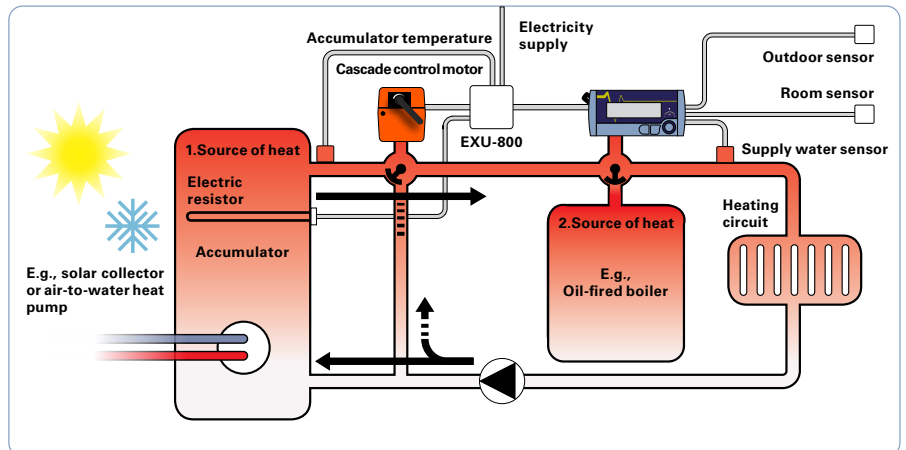 Electricity
supply
Accumulator temperature
Cascade control motor
Outdoor sensor
Room sensor
EXU-800
Supply water sensor
1.Source of heat
Electric
resistor
Accumulator
E.g., solar collector
or air-to-water heat
pump
2.Source of heat
E.g.,
Oil-fired boiler
Heating
circuit